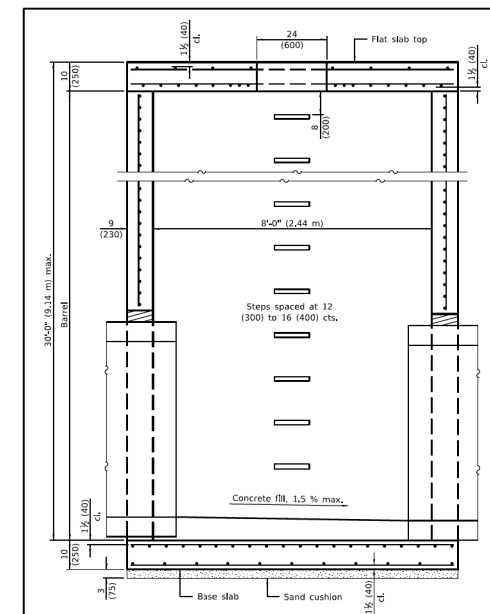 24
(600)
Flat slab top
1½ (40)
cl.
1½ (40)
cl.
10
(250)
8
(200)
9
(230)
8'-0" (2.44 m)
30'-0" (9.14 m) max.
Barrel
Steps spaced at 12
(300) to 16 (400) cts.
Concrete fill, 1.5 % max.
1½ (40)
cl.
10
(250)
3
(75)
Base slab
Sand cushion
1½ (40)
cl.